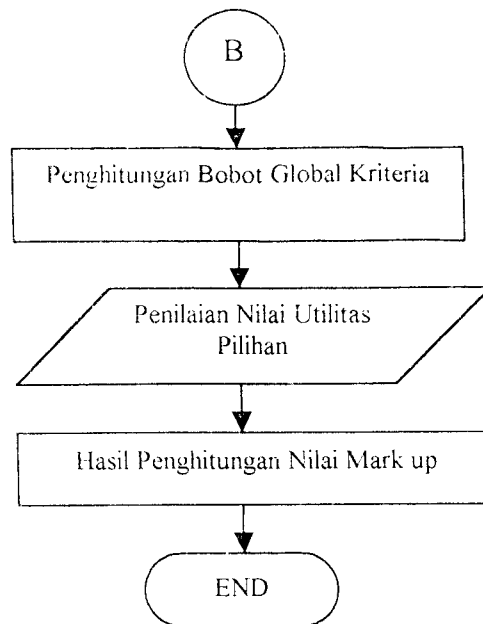 B
Penghitungan Bobot Global Kriteria
Penilaian Nilai Utilitas
Pilihan
Hasil Penghitungan Nilai Mark up
END